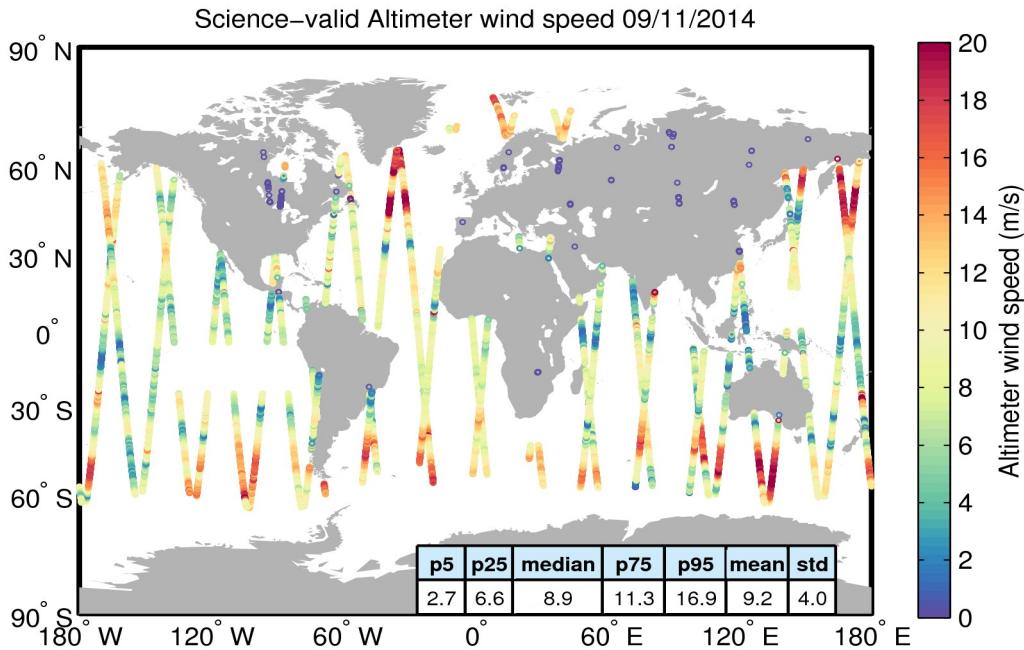 Science−valid Altimeter wind speed 09/11/2014
90° N
60° N
30° N
0°
30° S
60° S
90° S
180° W 120° W 60° W 0° 60° E 120° E 180° E
p5 p25 median p75 p95 mean std
2.7 6.6 8.9 11.3 16.9 9.2 4.0
20
18
16
14
12
10
8
6
4
2
0
Altimeter wind speed (m/s)